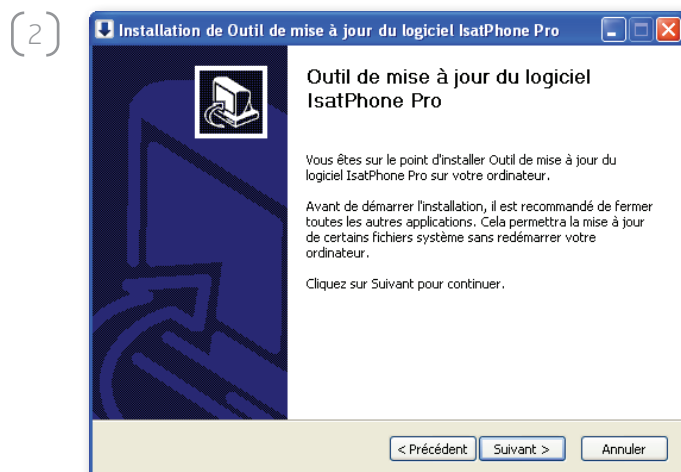 (2)
Installation de Outil de mise à jour du logiciel IsatPhone Pro
Outil de mise à jour du logiciel
IsatPhone Pro
Vous êtes sur le point d'installer Outil de mise à jour du
logiciel IsatPhone Pro sur votre ordinateur.
Avant de démarrer l'installation, il est recommandé de fermer
toutes les autres applications. Cela permettra la mise à jour
de certains fichiers système sans redémarrer votre
ordinateur.
Cliquez sur Suivant pour continuer.
< Précédent Suivant > Annuler